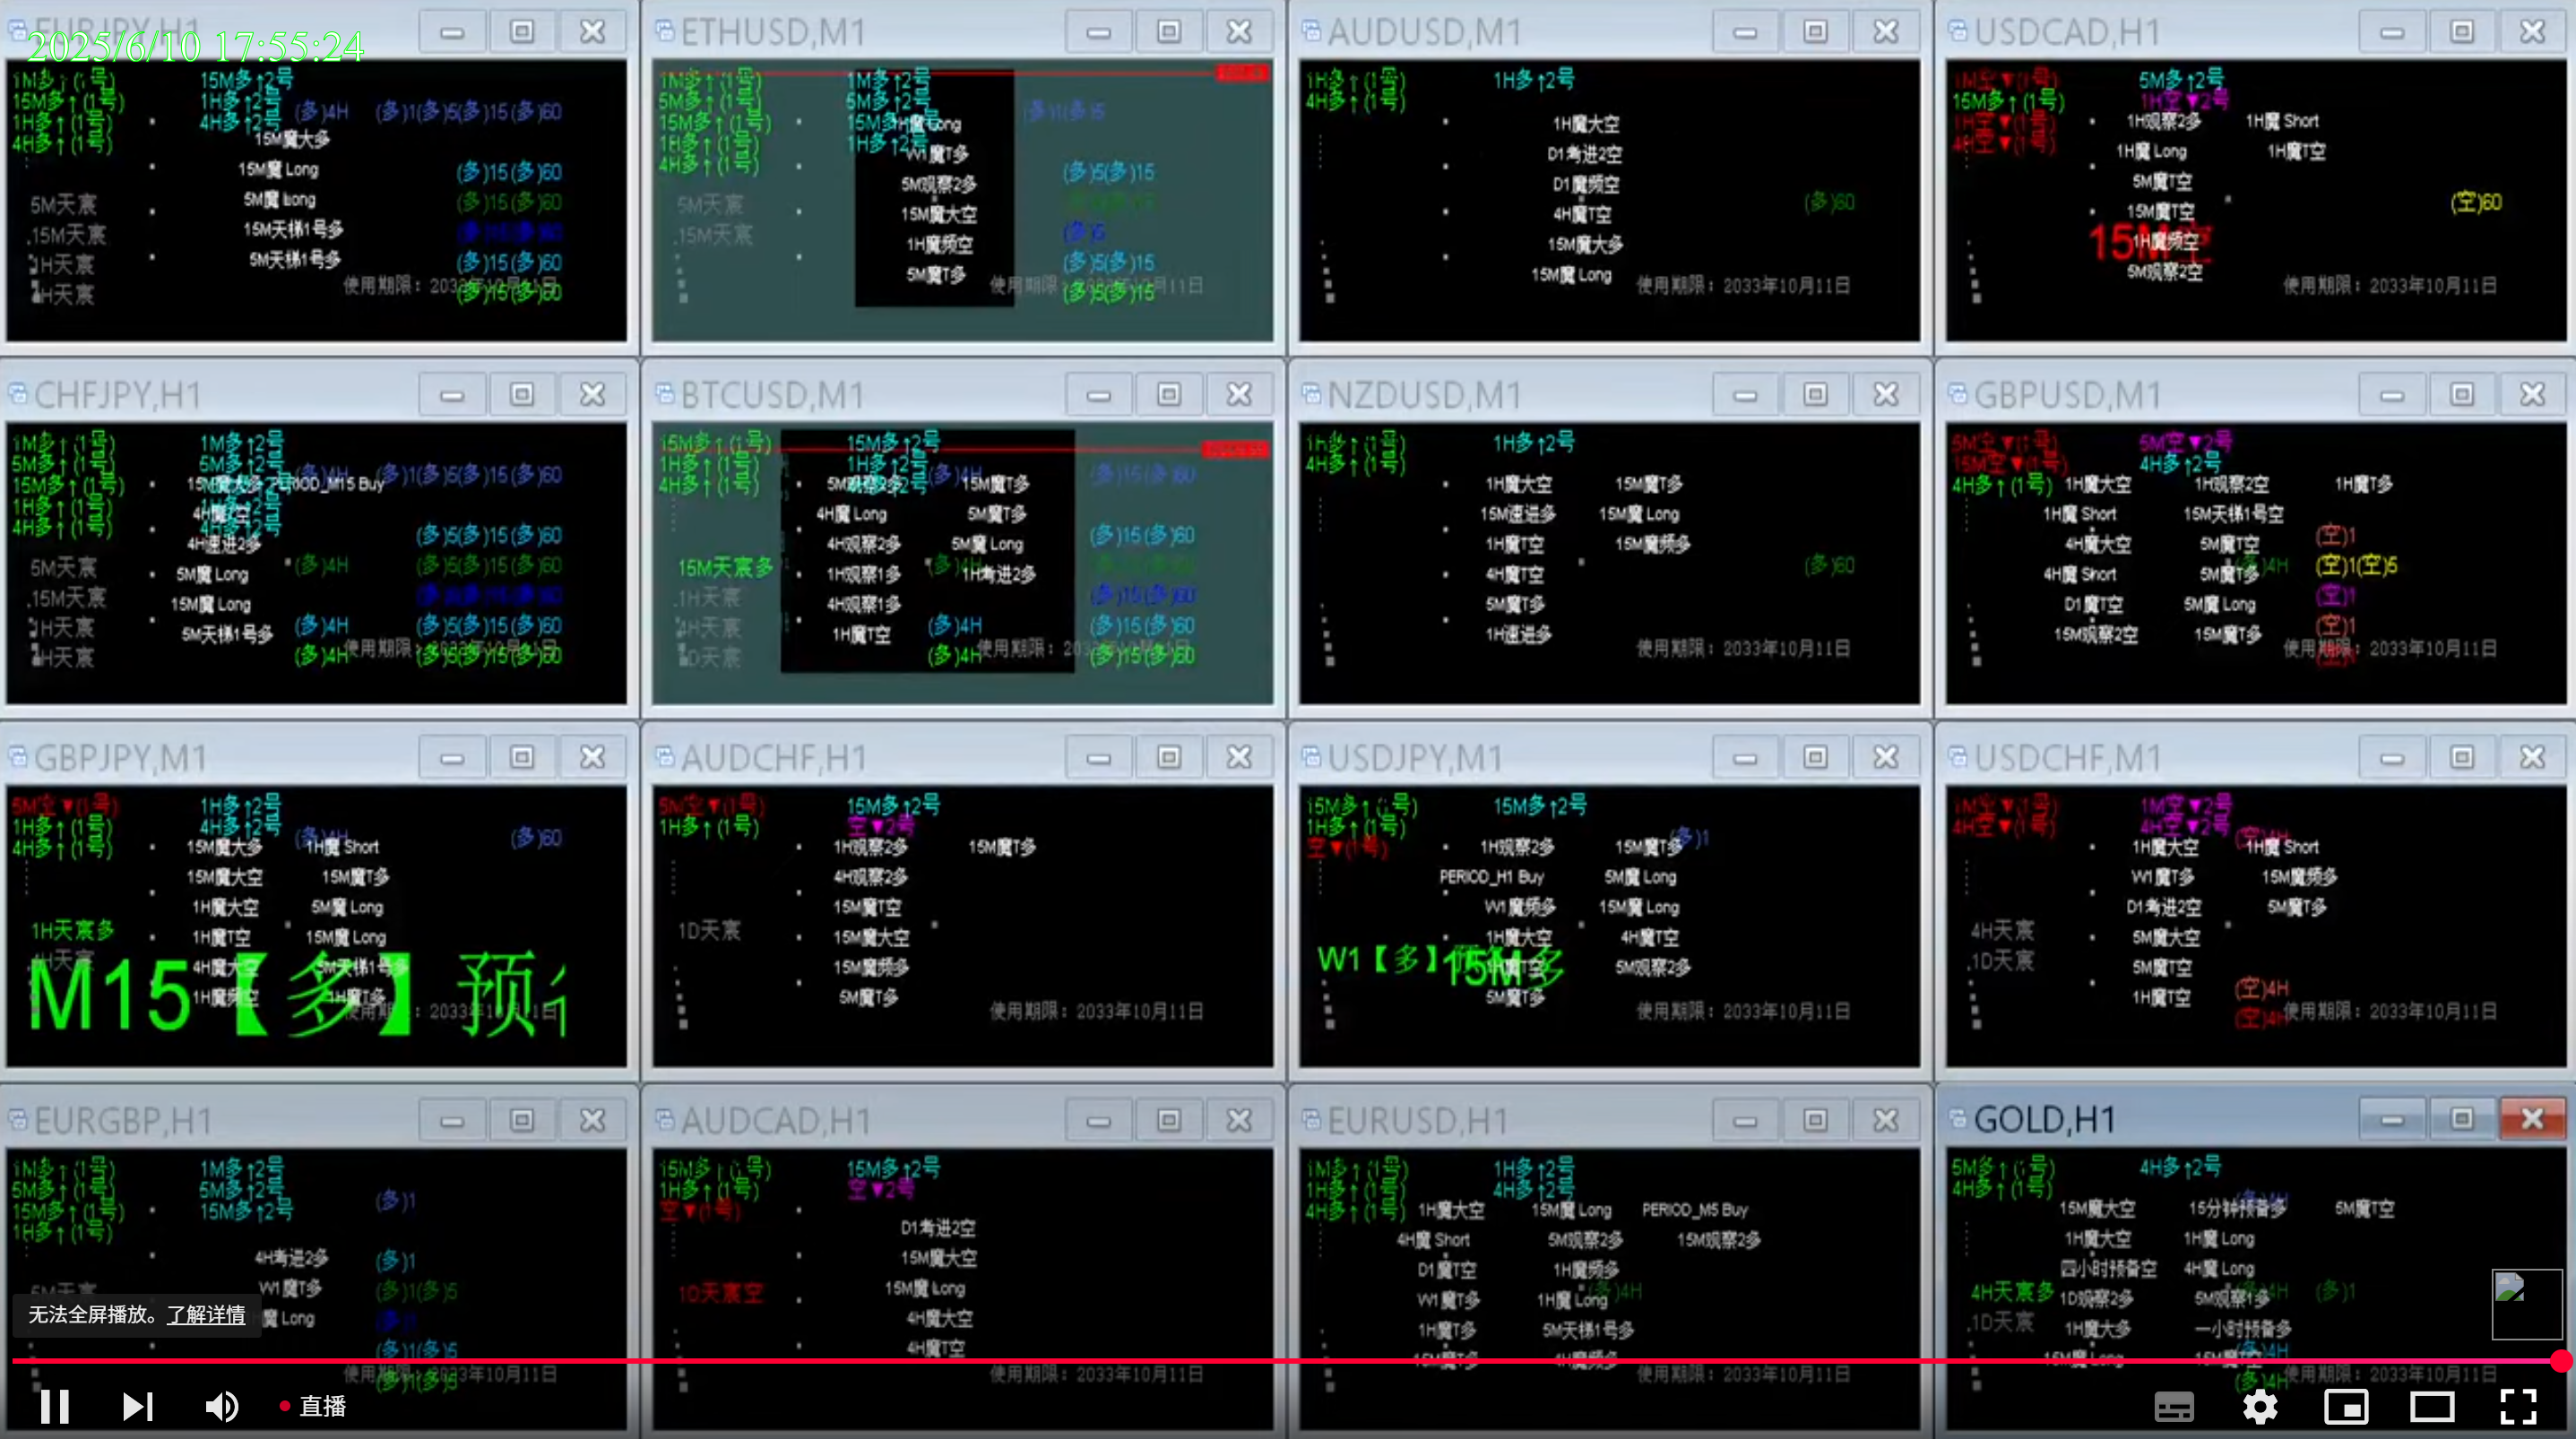 EURJPY,H1
2025/6/10 17:55:24
1M多↑(1号) 15M多↑2号
15M多↑(1号) 1H多↑2号 (多)4H (多)1(多)5(多)15(多)60
1H多↑(1号) 4H多↑2号
4H多↑(1号) 15M魔大多
15M魔 Long (多)15(多)60
5M天宸 5M魔 Long (多)15(多)60
.15M天宸 15M天梯1号多 (多)15(多)60
1H天宸 5M天梯1号多 (多)15(多)60
4H天宸 使用期限：2033年10月11日 (多)15(多)60
ETHUSD,M1
1M多↑(1号) 1M多↑2号
5M多↑(1号) 5M多↑2号 (多)1(多)5
15M多↑(1号) 15M多↑2号 1H魔 Long
1H多↑(1号) 1H多↑2号
4H多↑(1号) W1魔T多
5M观察2多 (多)5(多)15
5M天宸 15M魔大空
.15M天宸 1H魔频空 (多)5
5M魔T多 (多)5(多)15
使用期限：2033年10月11日 (多)5(多)15
AUDUSD,M1
1H多↑(1号) 1H多↑2号
4H多↑(1号)
1H魔大空
D1考进2空
D1魔频空 (多)60
4H魔T空
15M魔大多
15M魔 Long
使用期限：2033年10月11日
USDCAD,H1
1M空▼(1号) 5M多↑2号
15M多↑(1号) 1H空▼2号
1H空▼(1号) 1H观察2多 1H魔 Short
4H空▼(1号) 1H魔 Long 1H魔T空
5M魔T空
15M魔T空 (空)60
15M空 1H魔频空
5M观察2空
使用期限：2033年10月11日
CHFJPY,H1
1M多↑(1号) 1M多↑2号
5M多↑(1号) 5M多↑2号 (多)4H (多)1(多)5(多)15(多)60
15M多↑(1号) 15M魔大多 PERIOD_M15 Buy
1H多↑(1号)
4H多↑(1号) 4H多↑2号
4H速进2多 (多)5(多)15(多)60
5M天宸 5M魔 Long (多)4H (多)5(多)15(多)60
.15M天宸 15M魔 Long
1H天宸 5M天梯1号多 (多)4H (多)5(多)15(多)60
4H天宸 (多)4H 使用期限 (多)5(多)15(多)60
BTCUSD,M1
15M多↑(1号) 15M多↑2号
1H多↑(1号) 1H多↑2号 (多)4H (多)15(多)60
4H多↑(1号) 5M观察2多 15M魔T多
4H魔 Long 5M魔T多
4H观察2多 5M魔 Long (多)15(多)60
15M天宸多 1H观察1多 1H考进2多
.1H天宸 4H观察1多 (多)15(多)60
4H天宸 1H魔T空 (多)4H (多)15(多)60
1D天宸 (多)4H 使用期限： (多)15(多)60
NZDUSD,M1
1H多↑(1号) 1H多↑2号
4H多↑(1号)
1H魔大空 15M魔T多
15M速进多 15M魔 Long
1H魔T空 15M魔频多 (多)60
4H魔T空
5M魔T多
1H速进多
使用期限：2033年10月11日
GBPUSD,M1
5M空▼(1号) 5M空▼2号
15M空▼(1号) 4H多↑2号
4H多↑(1号) 1H魔大空 1H观察2空 1H魔T多
1H魔 Short 15M天梯1号空
4H魔大空 5M魔T空 (空)1
4H魔 Short 5M魔T多 4H (空)1(空)5
D1魔T空 5M魔 Long (空)1
15M观察2空 15M魔T多 (空)1
使用期限：2033年10月11日
GBPJPY,M1
5M空▼(1号) 1H多↑2号
1H多↑(1号) 4H多↑2号 (多)4H (多)60
4H多↑(1号) 15M魔大多 1H魔 Short
15M魔大空 15M魔T多
1H魔大空 5M魔 Long
1H天宸多 1H魔T空 15M魔 Long
4H天宸 4H魔大空 5M天梯1号多
1H魔频空 1H魔T多
M15【多】预备
AUDCHF,H1
5M空▼(1号) 15M多↑2号
1H多↑(1号) 空▼2号
1H观察2多 15M魔T多
4H观察2多
15M魔T空
1D天宸 15M魔大空
15M魔频多
5M魔T多
使用期限：2033年10月11日
USDJPY,M1
15M多↑(1号) 15M多↑2号
1H多↑(1号) (多)1
空▼(1号) 1H观察2多 15M魔T多
PERIOD_H1 Buy 5M魔 Long
W1魔频多 15M魔 Long
1H魔大空 4H魔T空
W1【多】 15M多 5M观察2多
5M魔T多
使用期限：2033年10月11日
USDCHF,M1
1M空▼(1号) 1M空▼2号
4H空▼(1号) 4H空▼2号 (空)4H
1H魔大空 1H魔 Short
W1魔T多 15M魔频多
D1考进2空 5M魔T多
4H天宸 5M魔大空
.1D天宸 5M魔T空
1H魔T空 (空)4H
(空)4H 使用期限：2033年10月11日
EURGBP,H1
1M多↑(1号) 1M多↑2号
5M多↑(1号) 5M多↑2号 (多)1
15M多↑(1号) 15M多↑2号
1H多↑(1号)
4H考进2多 (多)1
5M天宸 W1魔T多 (多)1(多)5
魔 Long
(多)1(多)5
使用期限：2033年10月11日
(多)1(多)5
AUDCAD,H1
15M多↑(1号) 15M多↑2号
1H多↑(1号) 空▼2号
空▼(1号)
D1考进2空
15M魔大空
1D天宸空 15M魔 Long
4H魔大空
4H魔T空
使用期限：2033年10月11日
EURUSD,H1
1M多↑(1号) 1H多↑2号
1H多↑(1号) 4H多↑2号
4H多↑(1号) 1H魔大空 15M魔 Long PERIOD_M5 Buy
4H魔 Short 5M观察2多 15M观察2多
D1魔T空 1H魔频多
W1魔T多 1H魔 Long (多)4H
1H魔T多 5M天梯1号多
使用期限：2033年10月11日
GOLD,H1
5M多↑(1号) 4H多↑2号
4H多↑(1号)
15M魔大空 15分钟预备多 5M魔T空
1H魔大空 1H魔 Long
四小时预备空 4H魔 Long
4H天宸多 1D观察2多 5M观察1多 4H (多)1
.1D天宸 1H魔大多 一小时预备多
(多)4H 使用期限：2033年10月11日
无法全屏播放。了解详情
直播